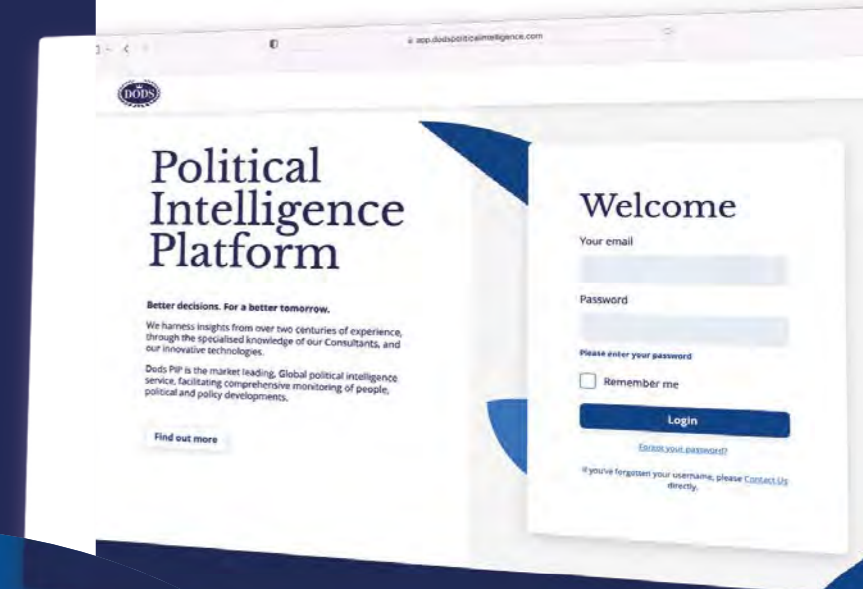 app.dodspoliticalintelligence.com
DODS
Political
Intelligence
Platform
Better decisions. For a better tomorrow.
We harness insights from over two centuries of experience,
through the specialised knowledge of our Consultants, and
our innovative technologies.
Dods PIP is the market leading, Global political intelligence
service, facilitating comprehensive monitoring of people,
political and policy developments.
Find out more
Welcome
Your email
Password
Please enter your password
Remember me
Login
Forgot your password?
If you've forgotten your username, please Contact Us
directly.